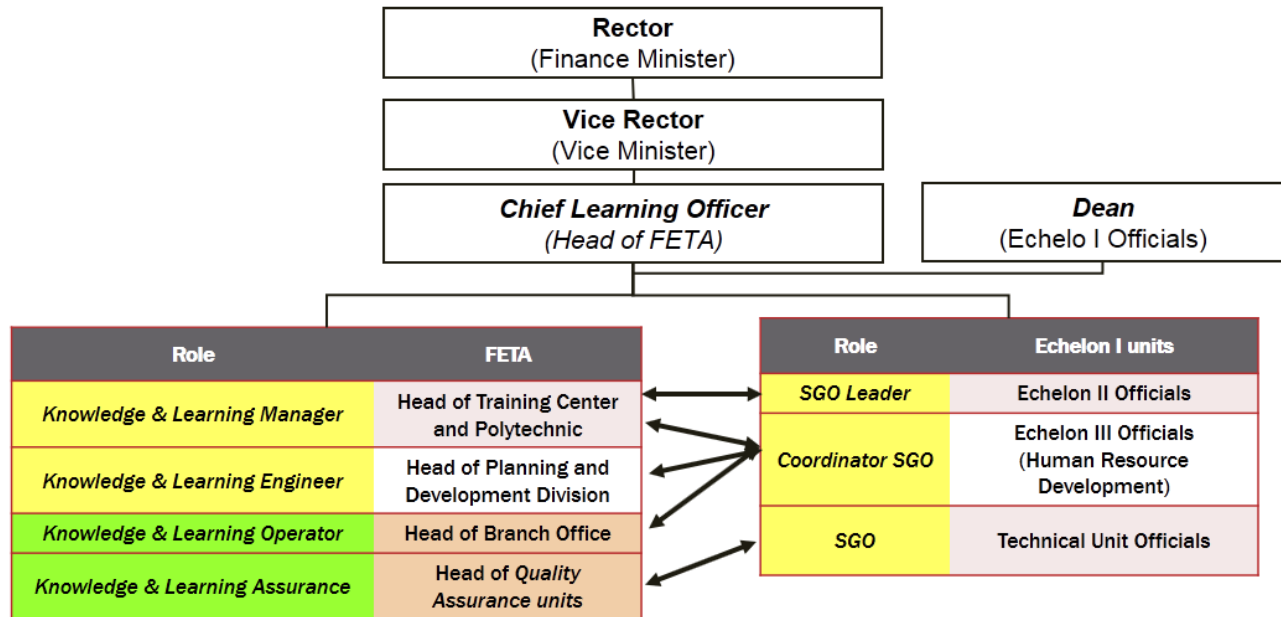 Rector
(Finance Minister)
Vice Rector
(Vice Minister)
Chief Learning Officer
(Head of FETA)
Dean
(Echelo I Officials)
Role
FETA
Knowledge & Learning Manager
Head of Training Center
and Polytechnic
Knowledge & Learning Engineer
Head of Planning and
Development Division
Knowledge & Learning Operator
Head of Branch Office
Knowledge & Learning Assurance
Head of Quality
Assurance units
Role
Echelon I units
SGO Leader
Echelon II Officials
Coordinator SGO
Echelon III Officials
(Human Resource
Development)
SGO
Technical Unit Officials